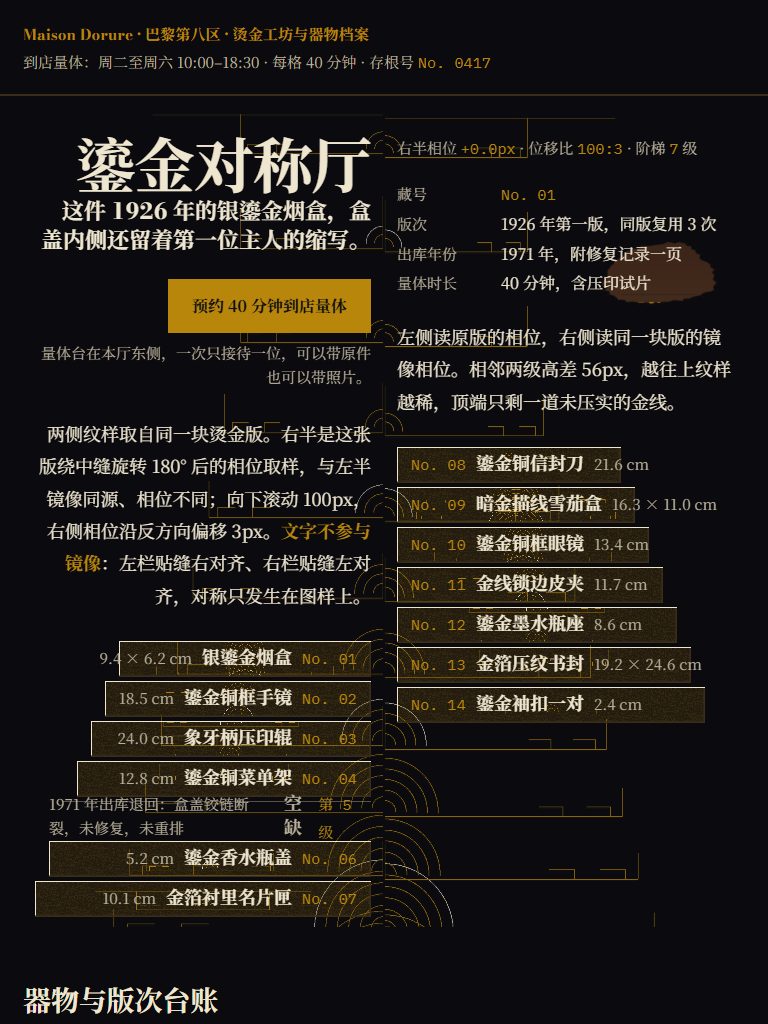 Maison Dorure · 巴黎第八区 · 烫金工坊与器物档案
到店量体：周二至周六 10:00–18:30 · 每格 40 分钟 · 存根号 No. 0417
鎏金对称厅
这件 1926 年的银鎏金烟盒，盒
盖内侧还留着第一位主人的缩写。
预约 40 分钟到店量体
量体台在本厅东侧，一次只接待一位，可以带原件
也可以带照片。
两侧纹样取自同一块烫金版。右半是这张
版绕中缝旋转 180° 后的相位取样，与左半
镜像同源、相位不同；向下滚动 100px，
右侧相位沿反方向偏移 3px。文字不参与
镜像：左栏贴缝右对齐、右栏贴缝左对
齐，对称只发生在图样上。
9.4 × 6.2 cm 银鎏金烟盒 No. 01
18.5 cm 鎏金铜框手镜 No. 02
24.0 cm 象牙柄压印辊 No. 03
12.8 cm 鎏金铜菜单架 No. 04
1971 年出库退回：盒盖铰链断
裂，未修复，未重排
空
缺
第 5
级
5.2 cm 鎏金香水瓶盖 No. 06
10.1 cm 金箔衬里名片匣 No. 07
右半相位 +0.0px · 位移比 100:3 · 阶梯 7 级
藏号 No. 01
版次 1926 年第一版，同版复用 3 次
出库年份 1971 年，附修复记录一页
量体时长 40 分钟，含压印试片
左侧读原版的相位，右侧读同一块版的镜
像相位。相邻两级高差 56px，越往上纹样
越稀，顶端只剩一道未压实的金线。
No. 08 鎏金铜信封刀 21.6 cm
No. 09 暗金描线雪茄盒 16.3 × 11.0 cm
No. 10 鎏金铜框眼镜 13.4 cm
No. 11 金线锁边皮夹 11.7 cm
No. 12 鎏金墨水瓶座 8.6 cm
No. 13 金箔压纹书封 19.2 × 24.6 cm
No. 14 鎏金袖扣一对 2.4 cm
器物与版次台账